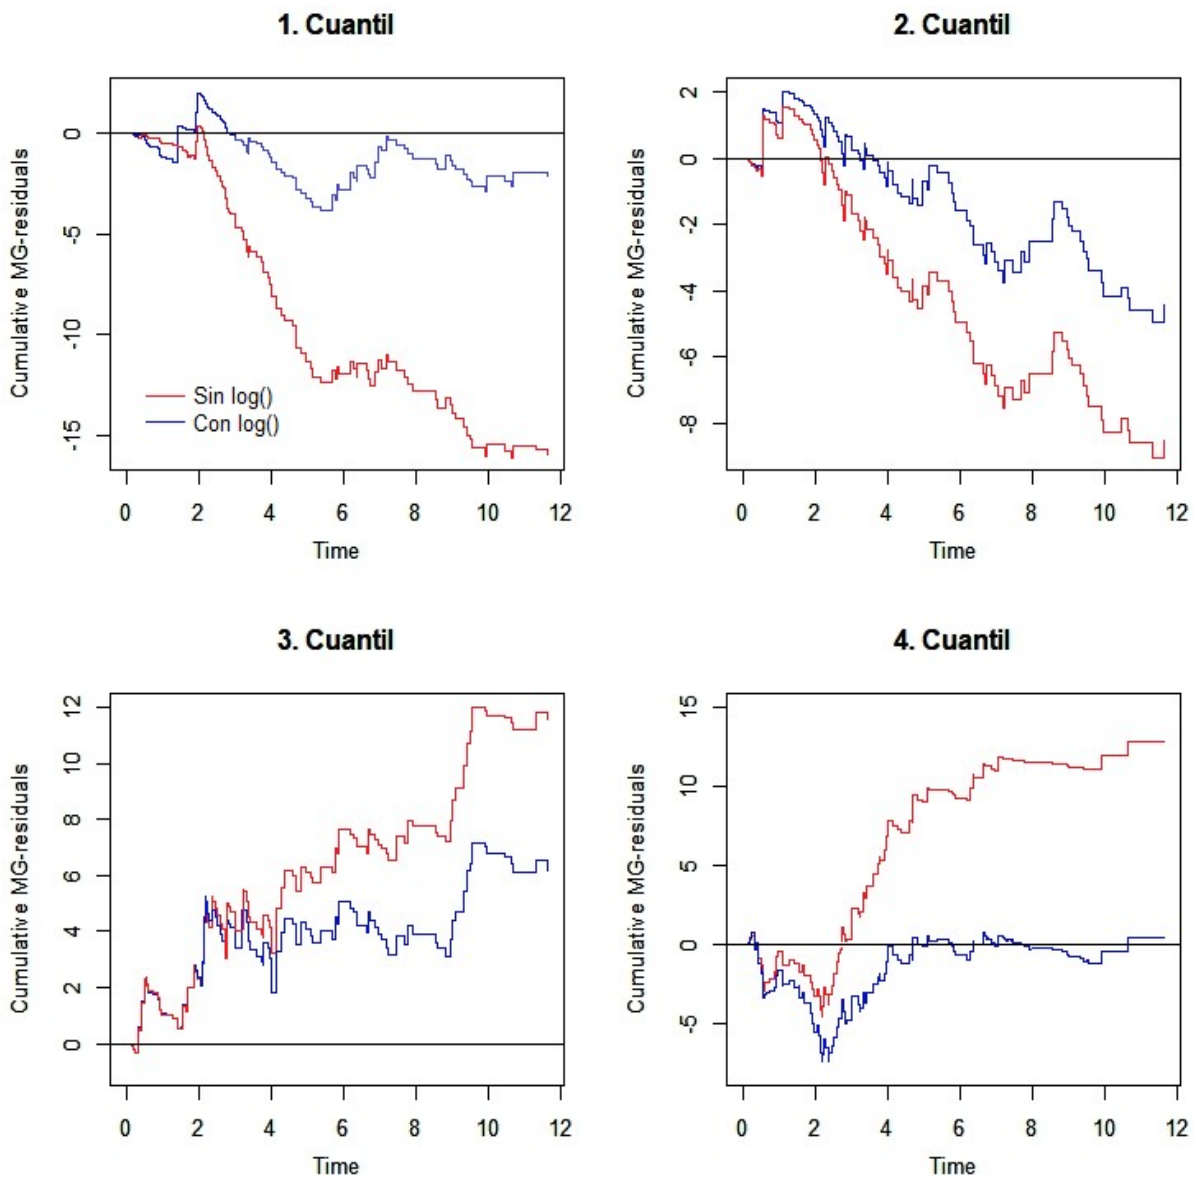 1. Cuantil
Cumulative MG-residuals
0
-5
-10
-15
Sin log()
Con log()
0 2 4 6 8 10 12
Time
2. Cuantil
Cumulative MG-residuals
2
0
-2
-4
-6
-8
0 2 4 6 8 10 12
Time
3. Cuantil
Cumulative MG-residuals
12
10
8
6
4
2
0
0 2 4 6 8 10 12
Time
4. Cuantil
Cumulative MG-residuals
15
10
5
0
-5
0 2 4 6 8 10 12
Time